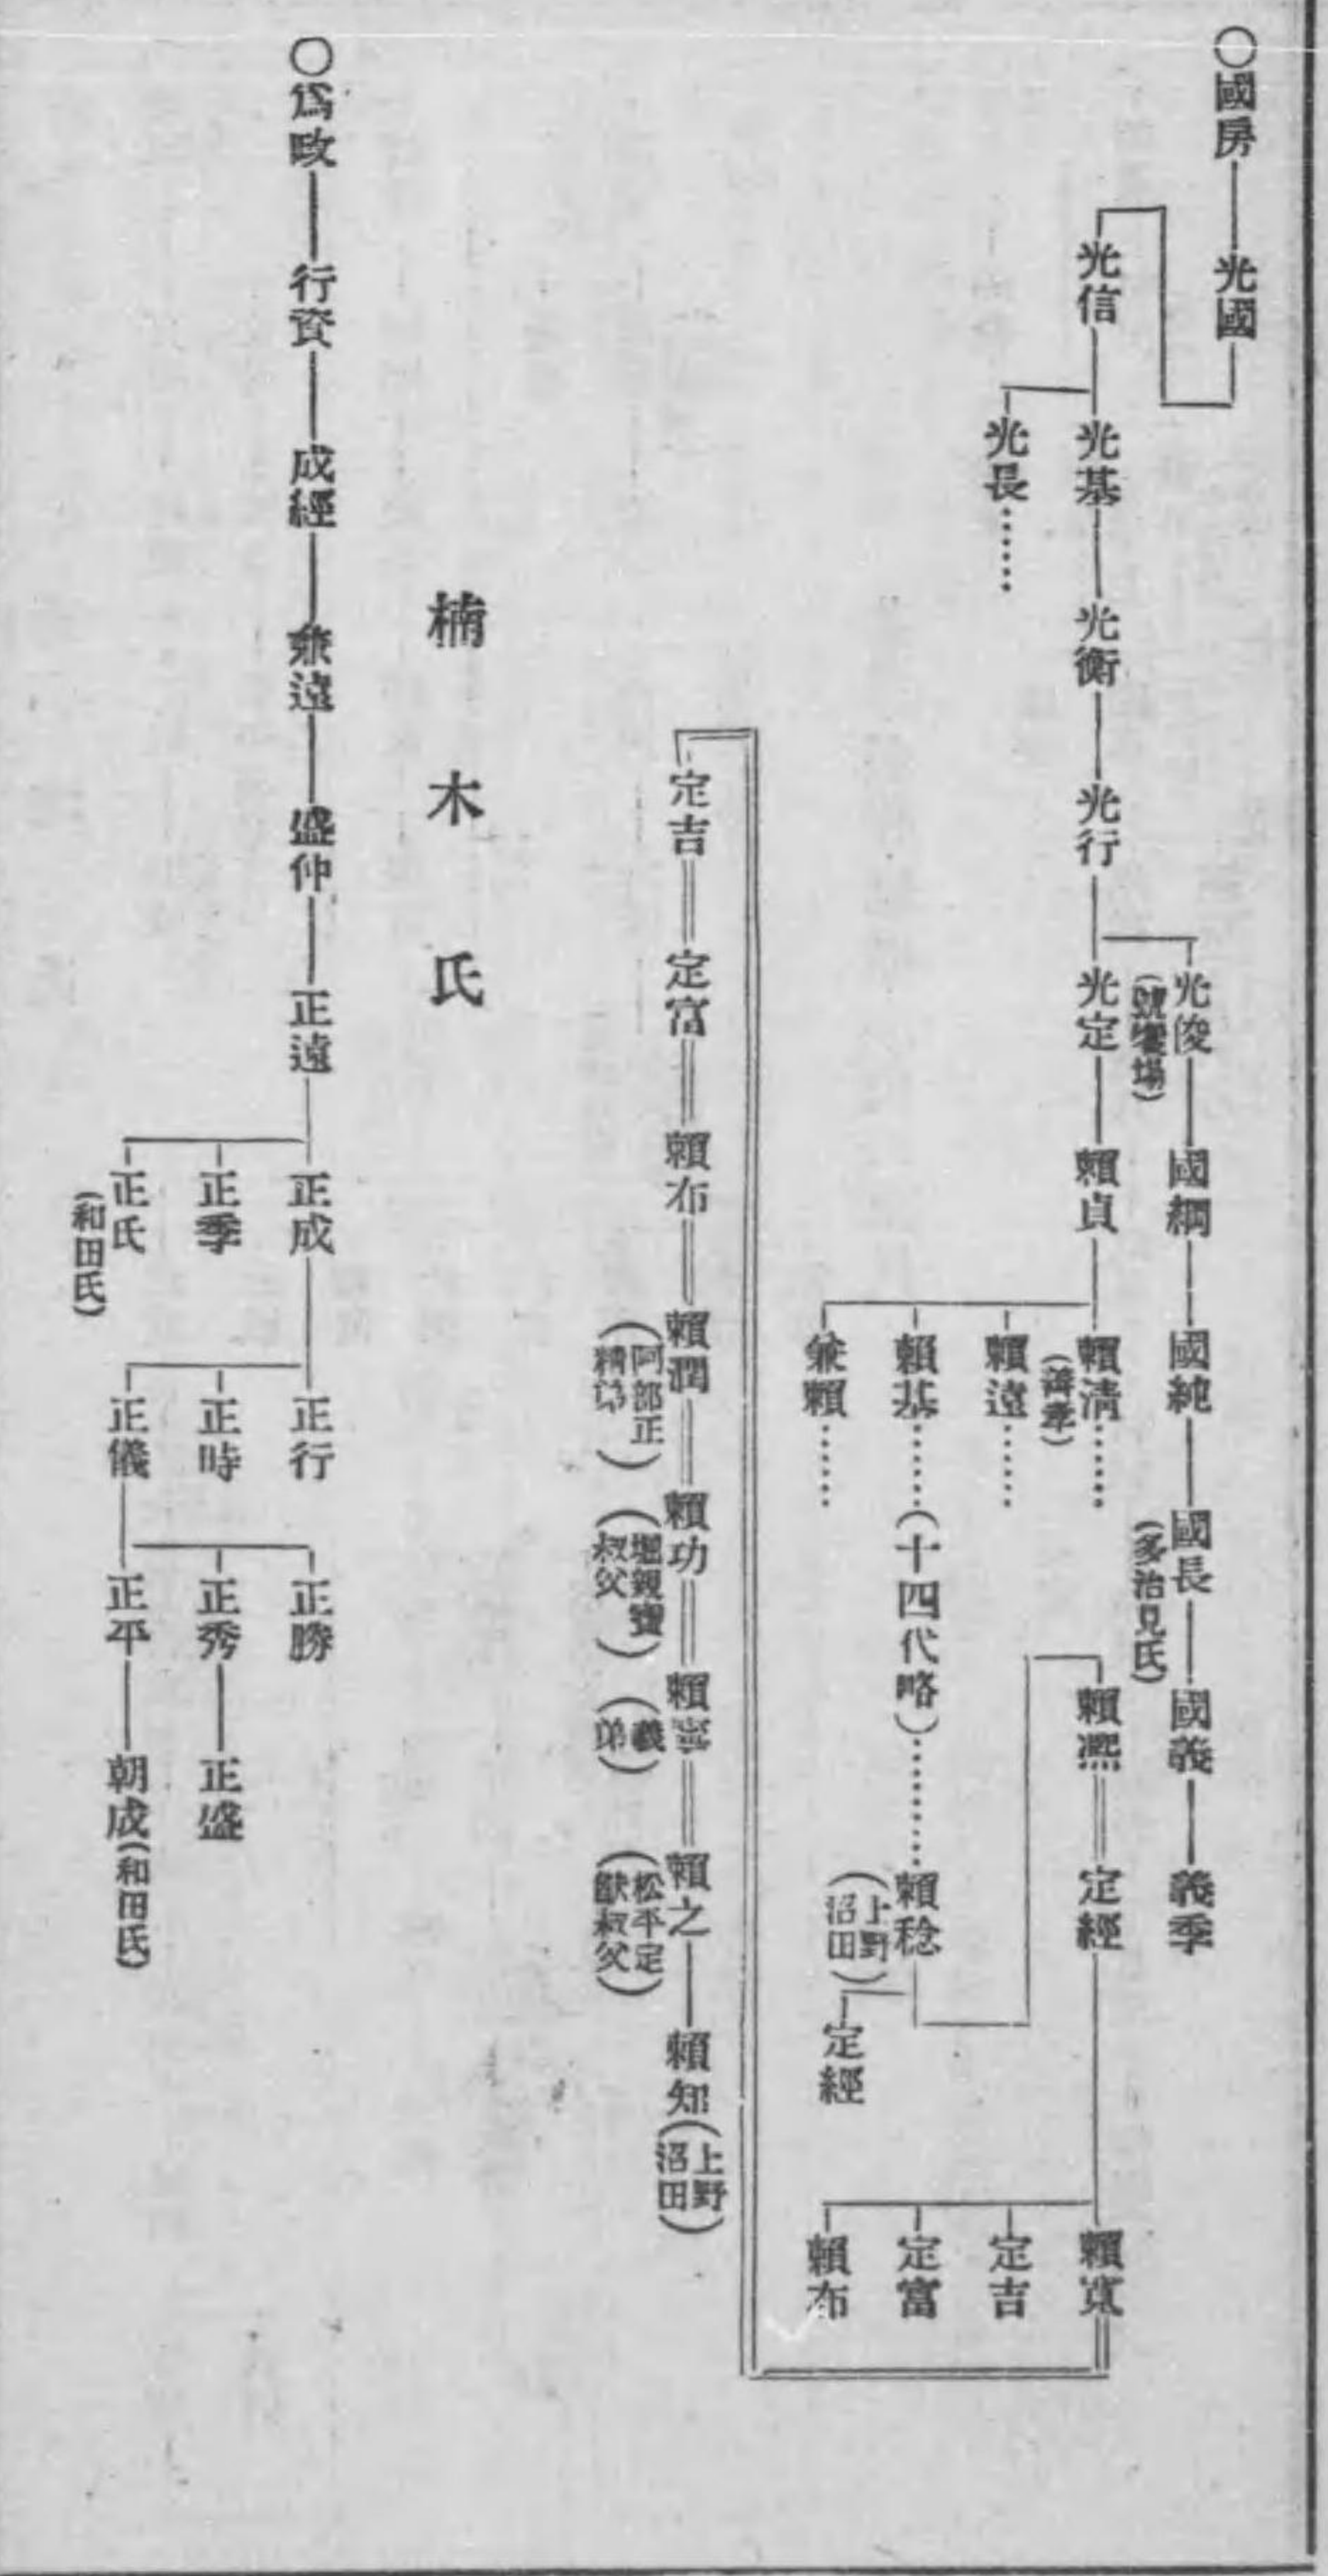 〇國房
光國
光信
光基
光長……
光衡
光行
光俊
(號饗場)
光定
國綱
國純
國長
(多治見氏)
國義
義季
賴貞
賴清……
(善章)
賴遠……
賴基……(十四代略)………
兼賴……
賴稔
(上野
沼田)
賴凞
定經
定經
賴寬
定吉
定富
賴布
定吉
定富
賴布
賴潤
(阿部正
精弟)
賴功
(堀親寶
叔父)
賴寧
(義
弟)
賴之
(松平定
猷叔父)
賴知
(上野
沼田)
楠木氏
〇爲政
行資
成經
兼遠
盛仲
正遠
正成
正季
正氏
(和田氏)
正行
正時
正儀
正勝
正秀
正平
正盛
朝成(和田氏)